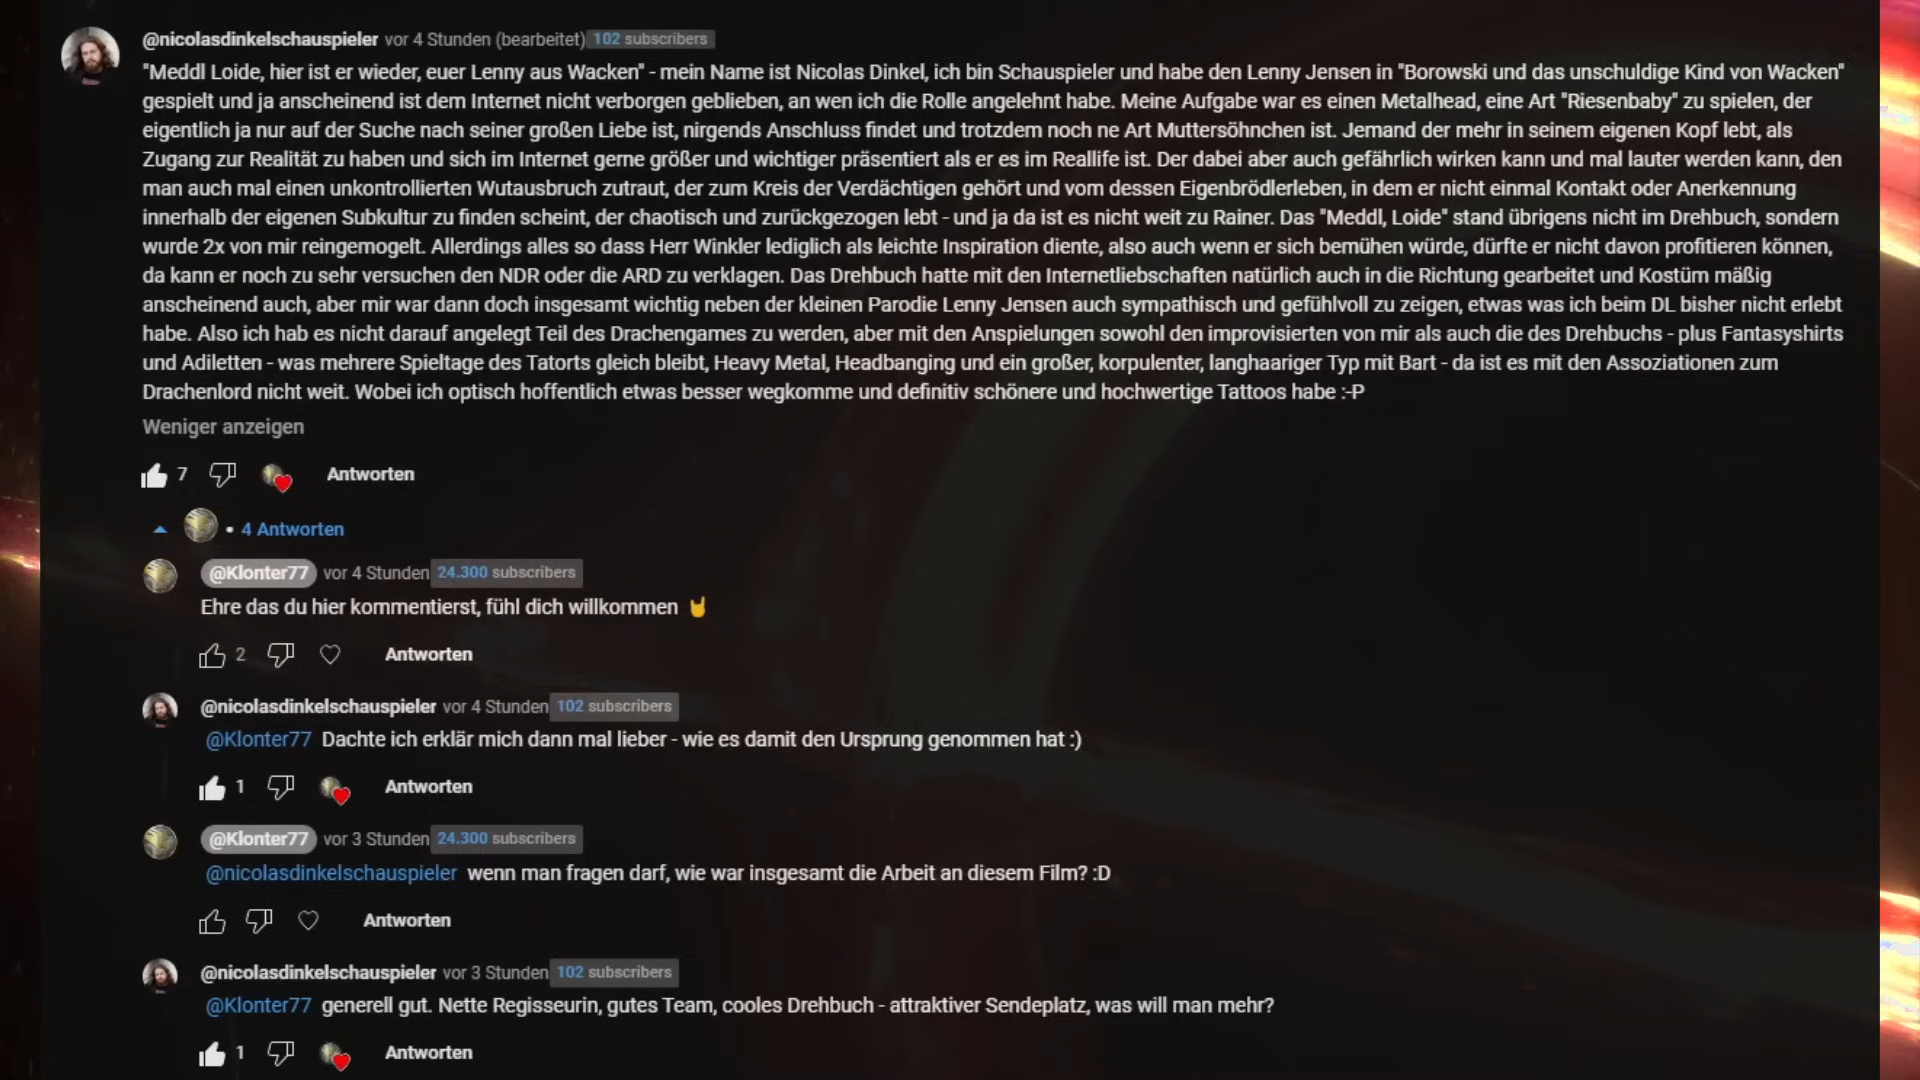 @nicolasdinkelschauspieler vor 4 Stunden (bearbeitet) 102 subscribers
"Meddl Loide, hier ist er wieder, euer Lenny aus Wacken" - mein Name ist Nicolas Dinkel, ich bin Schauspieler und habe den Lenny Jensen in "Borowski und das unschuldige Kind von Wacken"
gespielt und ja anscheinend ist dem Internet nicht verborgen geblieben, an wen ich die Rolle angelehnt habe. Meine Aufgabe war es einen Metalhead, eine Art "Riesenbaby" zu spielen, der
eigentlich ja nur auf der Suche nach seiner großen Liebe ist, nirgends Anschluss findet und trotzdem noch ne Art Muttersöhnchen ist. Jemand der mehr in seinem eigenen Kopf lebt, als
Zugang zur Realität zu haben und sich im Internet gerne größer und wichtiger präsentiert als er es im Reallife ist. Der dabei aber auch gefährlich wirken kann und mal lauter werden kann, den
man auch mal einen unkontrollierten Wutausbruch zutraut, der zum Kreis der Verdächtigen gehört und vom dessen Eigenbrödlerleben, in dem er nicht einmal Kontakt oder Anerkennung
innerhalb der eigenen Subkultur zu finden scheint, der chaotisch und zurückgezogen lebt - und ja da ist es nicht weit zu Rainer. Das "Meddl, Loide" stand übrigens nicht im Drehbuch, sondern
wurde 2x von mir reingemogelt. Allerdings alles so dass Herr Winkler lediglich als leichte Inspiration diente, also auch wenn er sich bemühen würde, dürfte er nicht davon profitieren können,
da kann er noch zu sehr versuchen den NDR oder die ARD zu verklagen. Das Drehbuch hatte mit den Internetliebschaften natürlich auch in die Richtung gearbeitet und Kostüm mäßig
anscheinend auch, aber mir war dann doch insgesamt wichtig neben der kleinen Parodie Lenny Jensen auch sympathisch und gefühlvoll zu zeigen, etwas was ich beim DL bisher nicht erlebt
habe. Also ich hab es nicht darauf angelegt Teil des Drachengames zu werden, aber mit den Anspielungen sowohl den improvisierten von mir als auch die des Drehbuchs - plus Fantasyshirts
und Adiletten - was mehrere Spieltage des Tatorts gleich bleibt, Heavy Metal, Headbanging und ein großer, korpulenter, langhaariger Typ mit Bart - da ist es mit den Assoziationen zum
Drachenlord nicht weit. Wobei ich optisch hoffentlich etwas besser wegkomme und definitiv schönere und hochwertige Tattoos habe :-P
Weniger anzeigen
7 Antworten
• 4 Antworten
@Klonter77 vor 4 Stunden 24.300 subscribers
Ehre das du hier kommentierst, fühl dich willkommen 🤘
2 Antworten
@nicolasdinkelschauspieler vor 4 Stunden 102 subscribers
@Klonter77 Dachte ich erklär mich dann mal lieber - wie es damit den Ursprung genommen hat :)
1 Antworten
@Klonter77 vor 3 Stunden 24.300 subscribers
@nicolasdinkelschauspieler wenn man fragen darf, wie war insgesamt die Arbeit an diesem Film? :D
Antworten
@nicolasdinkelschauspieler vor 3 Stunden 102 subscribers
@Klonter77 generell gut. Nette Regisseurin, gutes Team, cooles Drehbuch - attraktiver Sendeplatz, was will man mehr?
1 Antworten